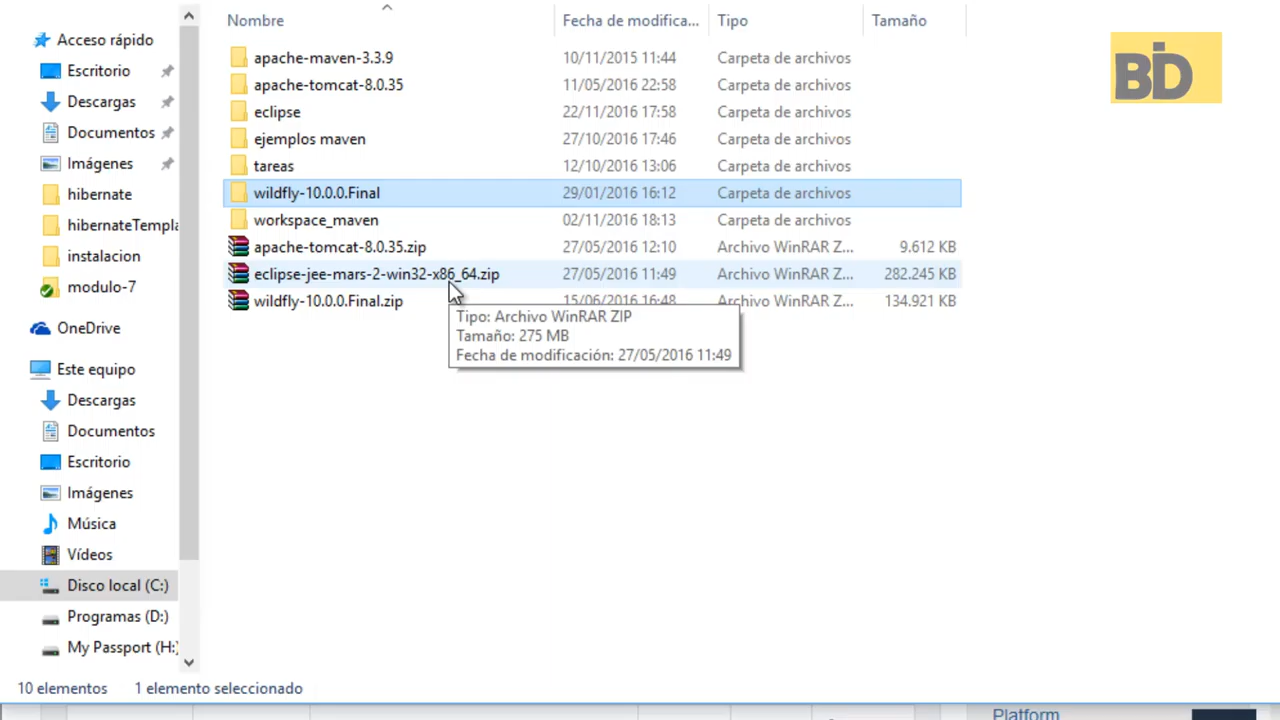 Nombre Fecha de modifica... Tipo Tamaño
Acceso rápido
Escritorio
Descargas
Documentos
Imágenes
hibernate
hibernateTempla
instalacion
modulo-7
OneDrive
Este equipo
Descargas
Documentos
Escritorio
Imágenes
Música
Vídeos
Disco local (C:)
Programas (D:)
My Passport (H:)
apache-maven-3.3.9 10/11/2015 11:44 Carpeta de archivos
apache-tomcat-8.0.35 11/05/2016 22:58 Carpeta de archivos
eclipse 22/11/2016 17:58 Carpeta de archivos
ejemplos maven 27/10/2016 17:46 Carpeta de archivos
tareas 12/10/2016 13:06 Carpeta de archivos
wildfly-10.0.0.Final 29/01/2016 16:12 Carpeta de archivos
workspace_maven 02/11/2016 18:13 Carpeta de archivos
apache-tomcat-8.0.35.zip 27/05/2016 12:10 Archivo WinRAR Z... 9.612 KB
eclipse-jee-mars-2-win32-x86_64.zip 27/05/2016 11:49 Archivo WinRAR Z... 282.245 KB
wildfly-10.0.0.Final.zip 15/06/2016 16:48 Archivo WinRAR Z... 134.921 KB
Tipo: Archivo WinRAR ZIP
Tamaño: 275 MB
Fecha de modificación: 27/05/2016 11:49
BID
10 elementos 1 elemento seleccionado
Platform